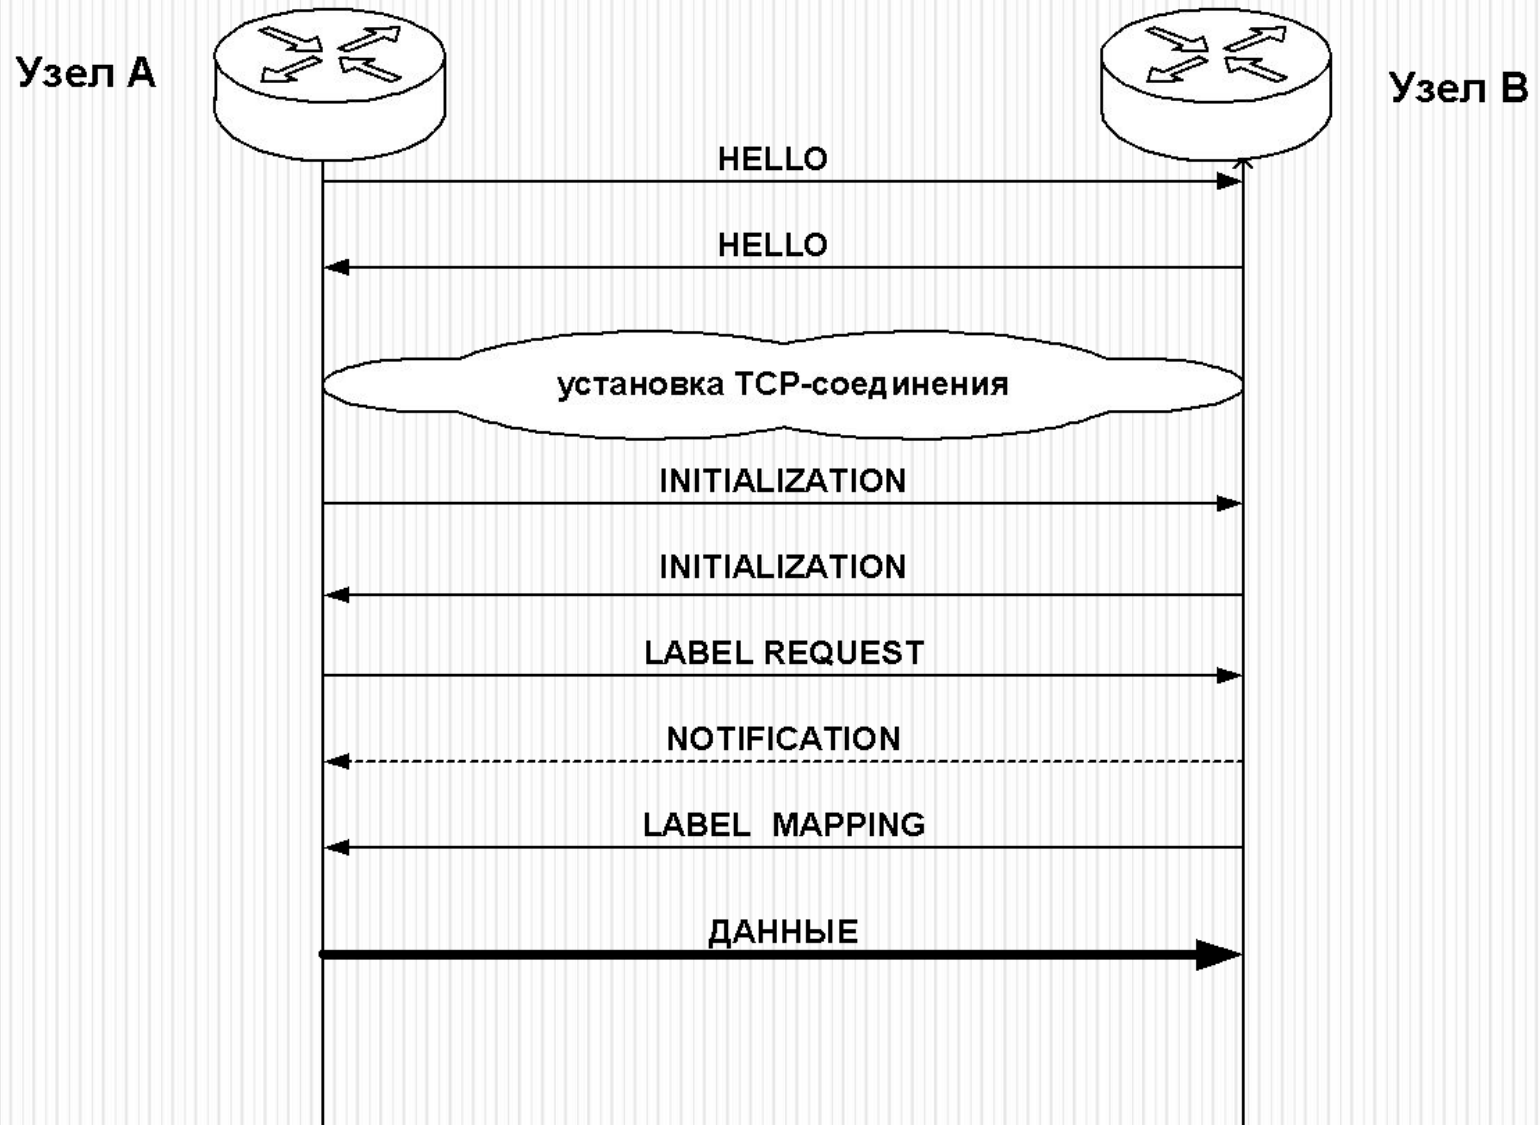 Узел А
Узел В
HELLO
HELLO
установка TCP-соединения
INITIALIZATION
INITIALIZATION
LABEL REQUEST
NOTIFICATION
LABEL MAPPING
ДАННЫЕ